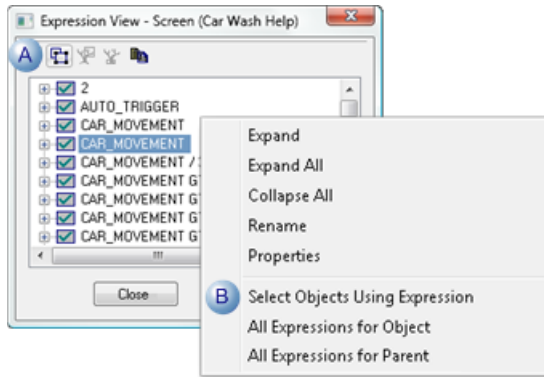 Expression View - Screen (Car Wash Help)
A
2
AUTO_TRIGGER
CAR_MOVEMENT
CAR_MOVEMENT
CAR_MOVEMENT /
CAR_MOVEMENT G
CAR_MOVEMENT G
CAR_MOVEMENT G
Close
Expand
Expand All
Collapse All
Rename
Properties
B Select Objects Using Expression
All Expressions for Object
All Expressions for Parent